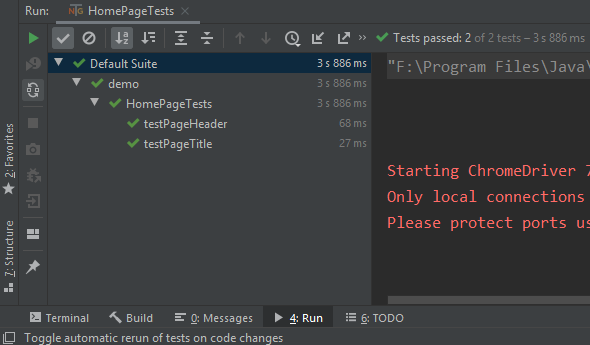 Run: HomePageTests
Tests passed: 2 of 2 tests – 3 s 886 ms
Default Suite 3 s 886 ms
demo 3 s 886 ms
HomePageTests 3 s 886 ms
testPageHeader 68 ms
testPageTitle 27 ms
"F:\Program Files\Java\
Starting ChromeDriver 7
Only local connections
Please protect ports us
2: Favorites
7: Structure
Terminal Build 0: Messages 4: Run 6: TODO
Toggle automatic rerun of tests on code changes